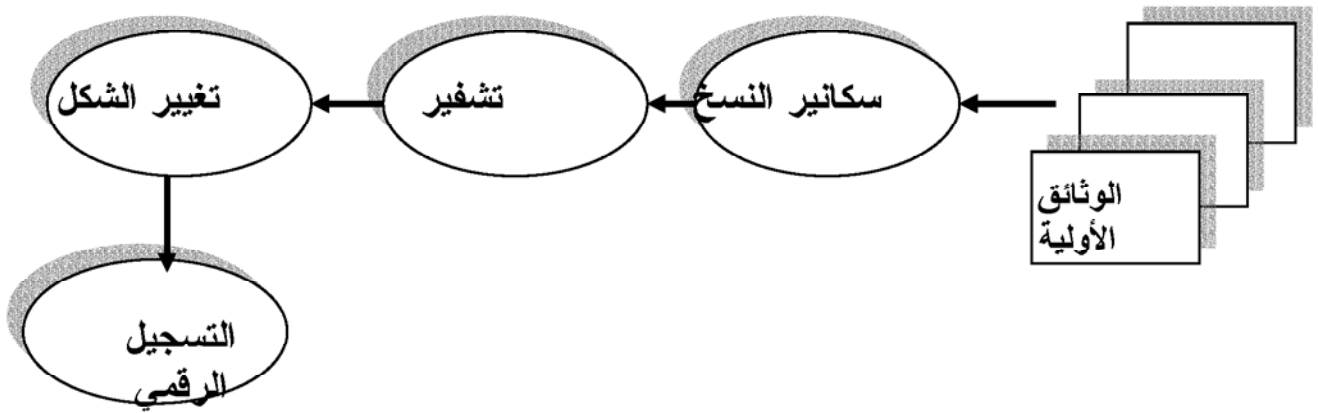 الوثائق
الأولية
سكانير النسخ
تشفير
تغيير الشكل
التسجيل
الرقمي